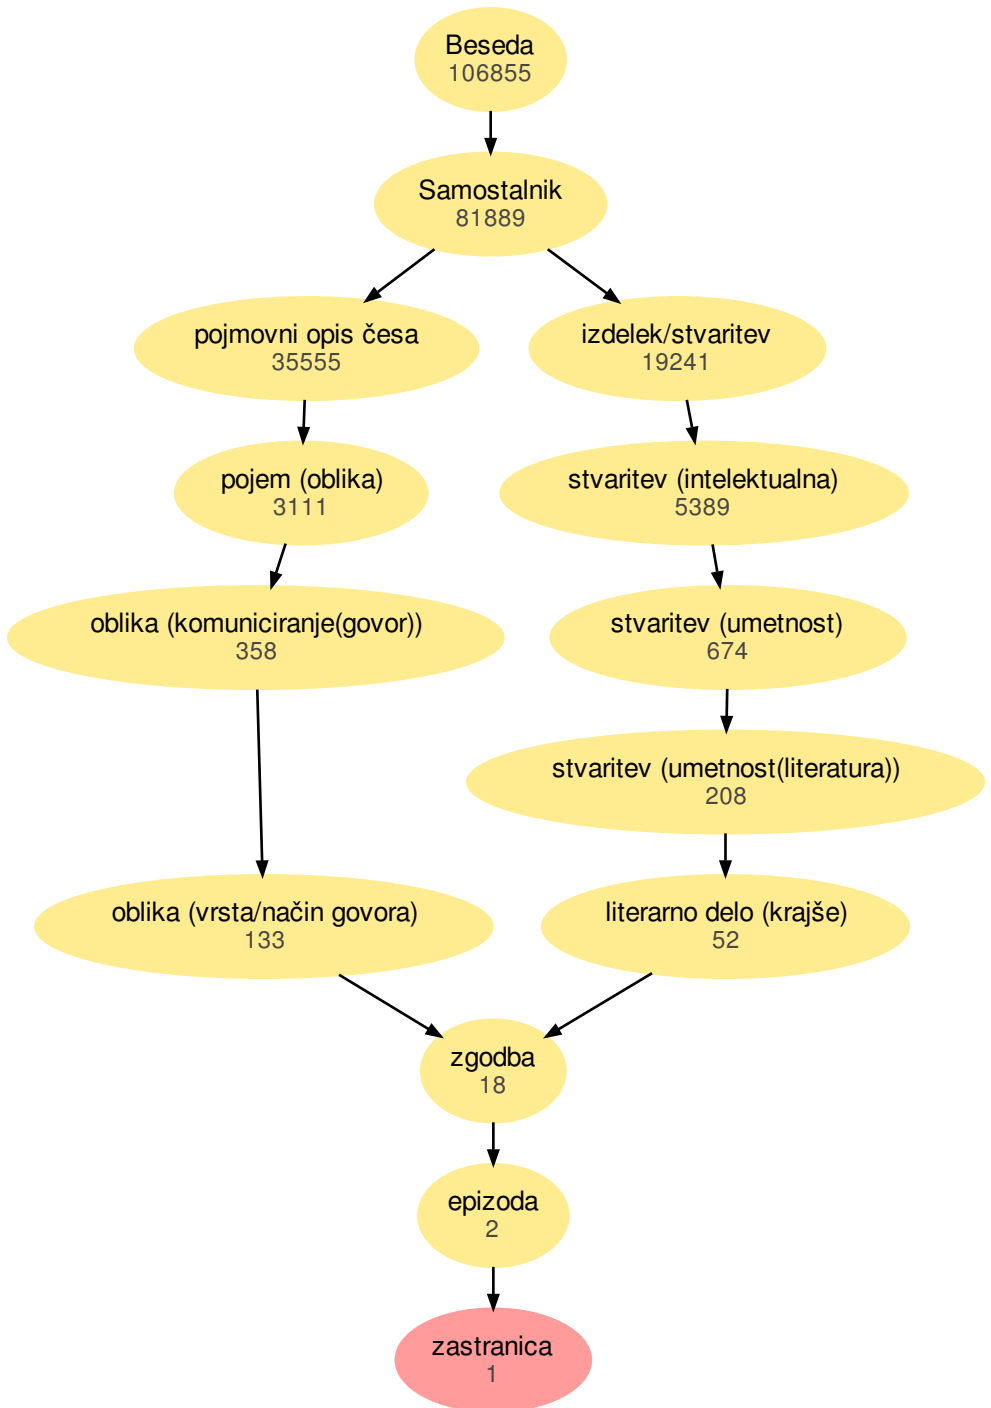 Beseda
106855
Samostalnik
81889
pojmovni opis česa
35555
izdelek/stvaritev
19241
pojem (oblika)
3111
stvaritev (intelektualna)
5389
oblika (komuniciranje(govor))
358
stvaritev (umetnost)
674
stvaritev (umetnost(literatura))
208
oblika (vrsta/način govora)
133
literarno delo (krajše)
52
zgodba
18
epizoda
2
zastranica
1